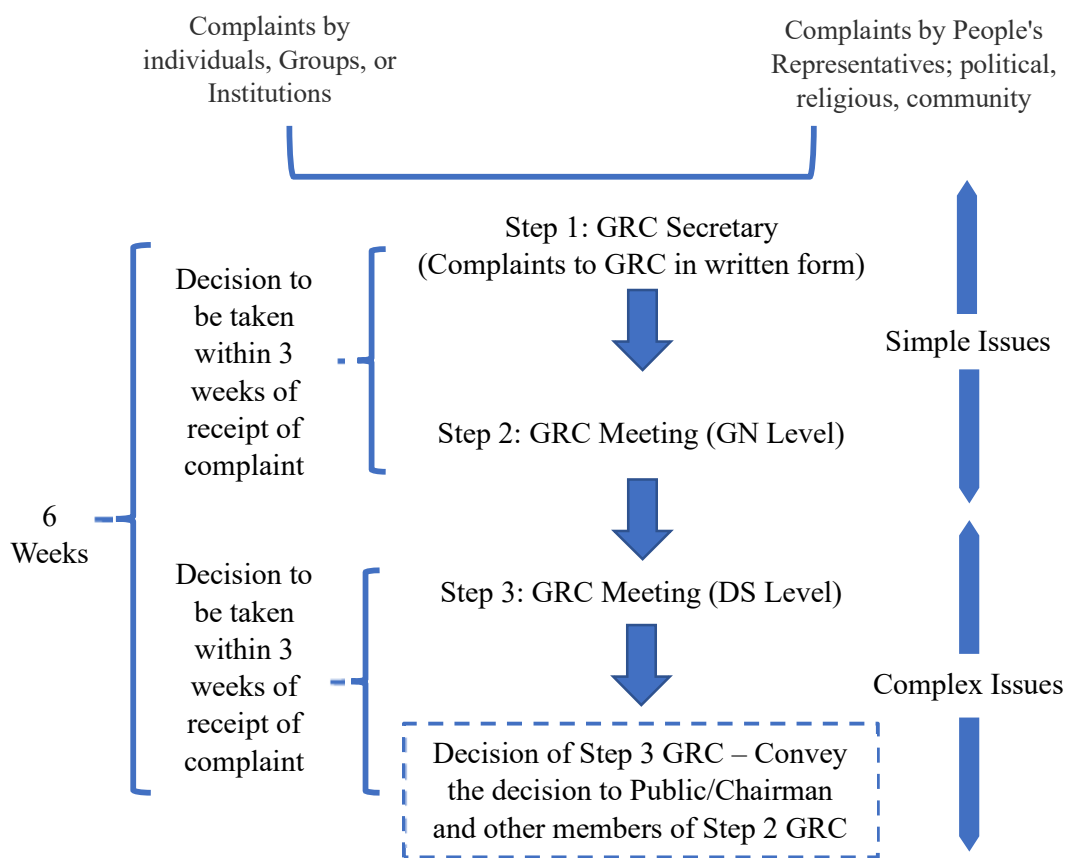 Complaints by
individuals, Groups, or
Institutions
Complaints by People's
Representatives; political,
religious, community
Step 1: GRC Secretary
(Complaints to GRC in written form)
Decision to
be taken
within 3
weeks of
receipt of
complaint
Simple Issues
Step 2: GRC Meeting (GN Level)
6
Weeks
Decision to
be taken
within 3
weeks of
receipt of
complaint
Step 3: GRC Meeting (DS Level)
Complex Issues
Decision of Step 3 GRC – Convey
the decision to Public/Chairman
and other members of Step 2 GRC